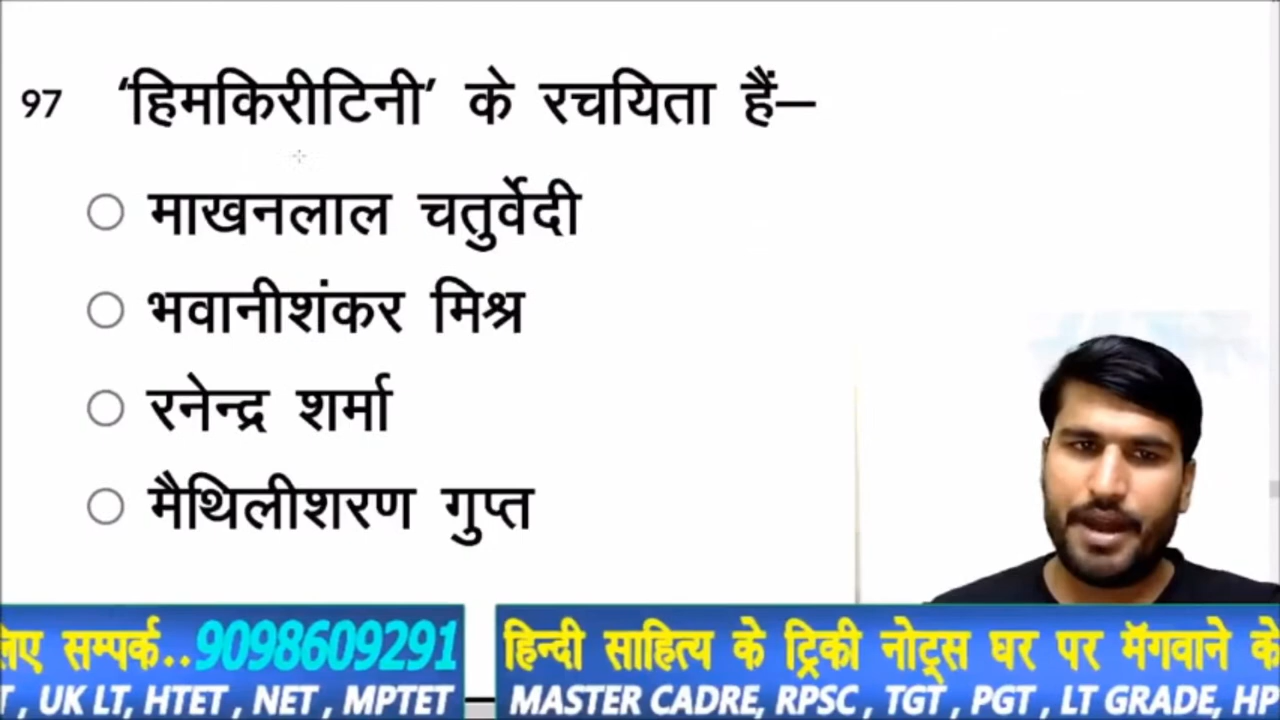 97 ‘हिमकिरीटिनी’ के रचयिता हैं–
माखनलाल चतुर्वेदी
भवानीशंकर मिश्र
रनेन्द्र शर्मा
मैथिलीशरण गुप्त
लिए सम्पर्क..9098609291 हिन्दी साहित्य के ट्रिकी नोट्स घर पर मॅगवाने के
T , UK LT, HTET , NET , MPTET MASTER CADRE, RPSC , TGT , PGT , LT GRADE, HP